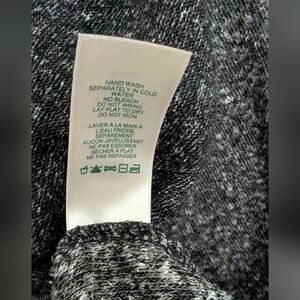 HAND WASH
SEPARATELY IN COLD
WATER
NO BLEACH
DO NOT WRING
LAY FLAT TO DRY
DO NOT IRON
LAVER À LA MAIN À
L'EAU FROIDE
SÉPARÉMENT
AUCUN JAVELLISSANT
NE PAS ESSORER
SÉCHER À PLAT
NE PAS REPASSER